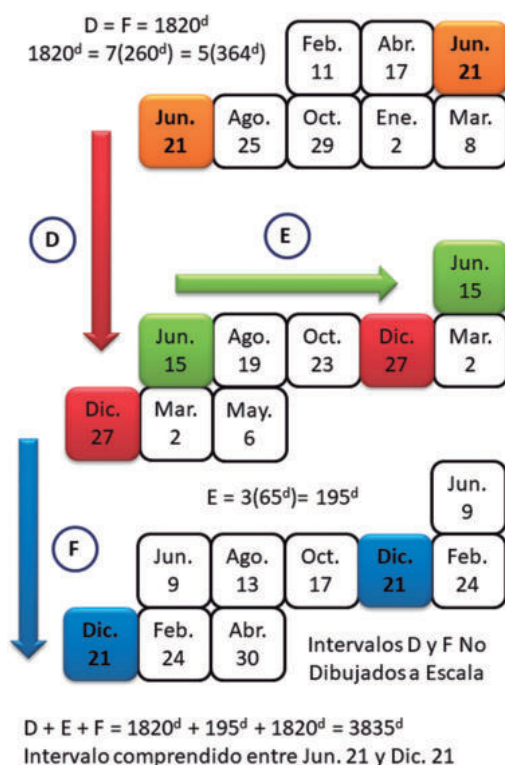 D = F = 1820ᵈ
1820ᵈ = 7(260ᵈ) = 5(364ᵈ)
Feb. 11
Abr. 17
Jun. 21
Jun. 21
Ago. 25
Oct. 29
Ene. 2
Mar. 8
D
E
Jun. 15
Jun. 15
Ago. 19
Oct. 23
Dic. 27
Mar. 2
Dic. 27
Mar. 2
May. 6
E = 3(65ᵈ)= 195ᵈ
F
Jun. 9
Jun. 9
Ago. 13
Oct. 17
Dic. 21
Feb. 24
Dic. 21
Feb. 24
Abr. 30
Intervalos D y F No
Dibujados a Escala
D + E + F = 1820ᵈ + 195ᵈ + 1820ᵈ = 3835ᵈ
Intervalo comprendido entre Jun. 21 y Dic. 21